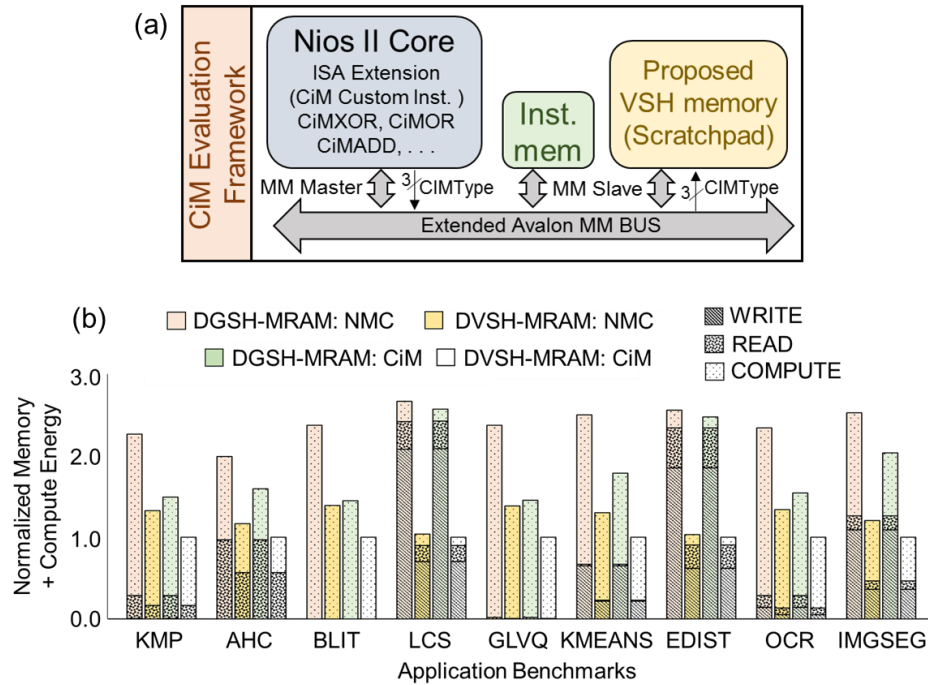 (a)
CiM Evaluation
Framework
Nios II Core
ISA Extension
(CiM Custom Inst. )
CiMXOR, CiMOR
CiMADD, . . .
Inst.
mem
Proposed
VSH memory
(Scratchpad)
MM Master
3
CIMType
MM Slave
3
CIMType
Extended Avalon MM BUS
(b)
DGSH-MRAM: NMC
DVSH-MRAM: NMC
DGSH-MRAM: CiM
DVSH-MRAM: CiM
WRITE
READ
COMPUTE
Normalized Memory
+ Compute Energy
3.0
2.0
1.0
0.0
KMP AHC BLIT LCS GLVQ KMEANS EDIST OCR IMGSEG
Application Benchmarks